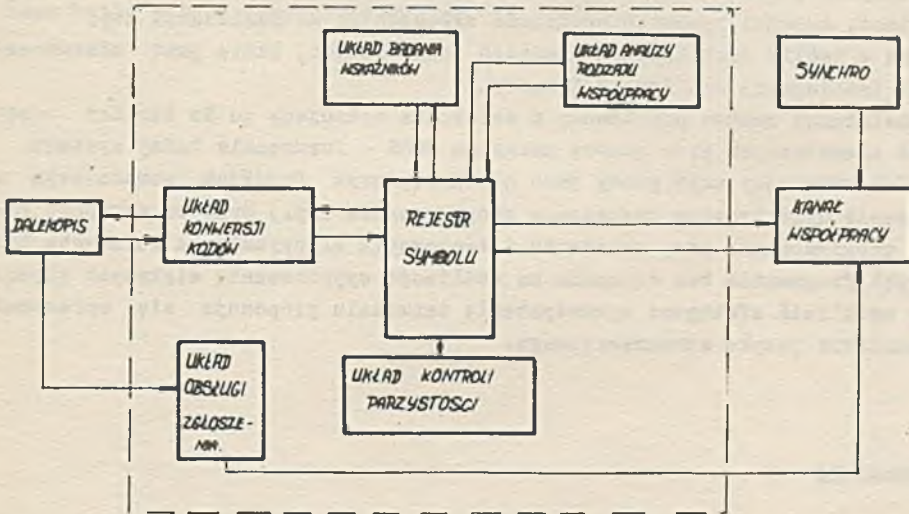 UKŁAD BADANIA
WSKAŹNIKÓW
UKŁAD ANALIZY
RODZAJU
WSPÓŁPRACY
SYNCHRO
DALEKOPIS
UKŁAD
KONWERSJI
KODÓW
REJESTR
SYMBOLU
KANAŁ
WSPÓŁPRACY
UKŁAD
OBSŁUGI
ZGŁOSZE-
NIA.
UKŁAD KONTROLI
PARZYSTOŚCI